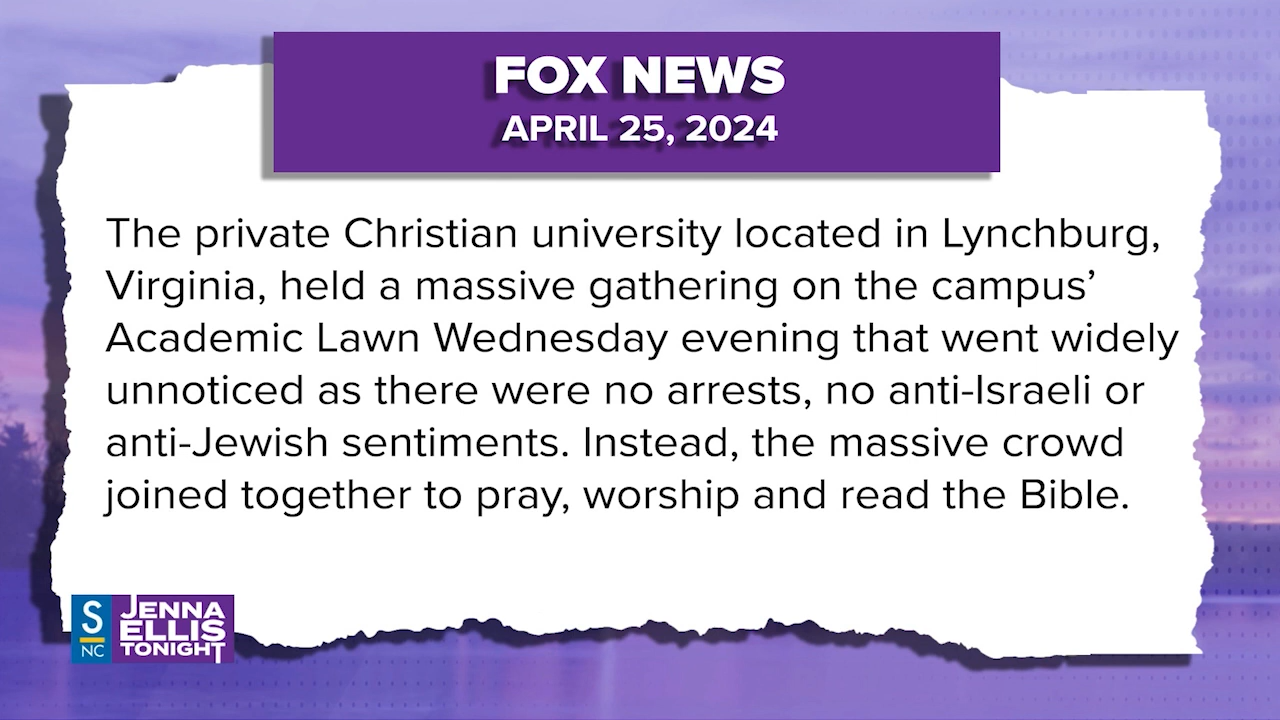 FOX NEWS
APRIL 25, 2024
The private Christian university located in Lynchburg,
Virginia, held a massive gathering on the campus’
Academic Lawn Wednesday evening that went widely
unnoticed as there were no arrests, no anti-Israeli or
anti-Jewish sentiments. Instead, the massive crowd
joined together to pray, worship and read the Bible.
S
NC
JENNA
ELLIS
TONIGHT